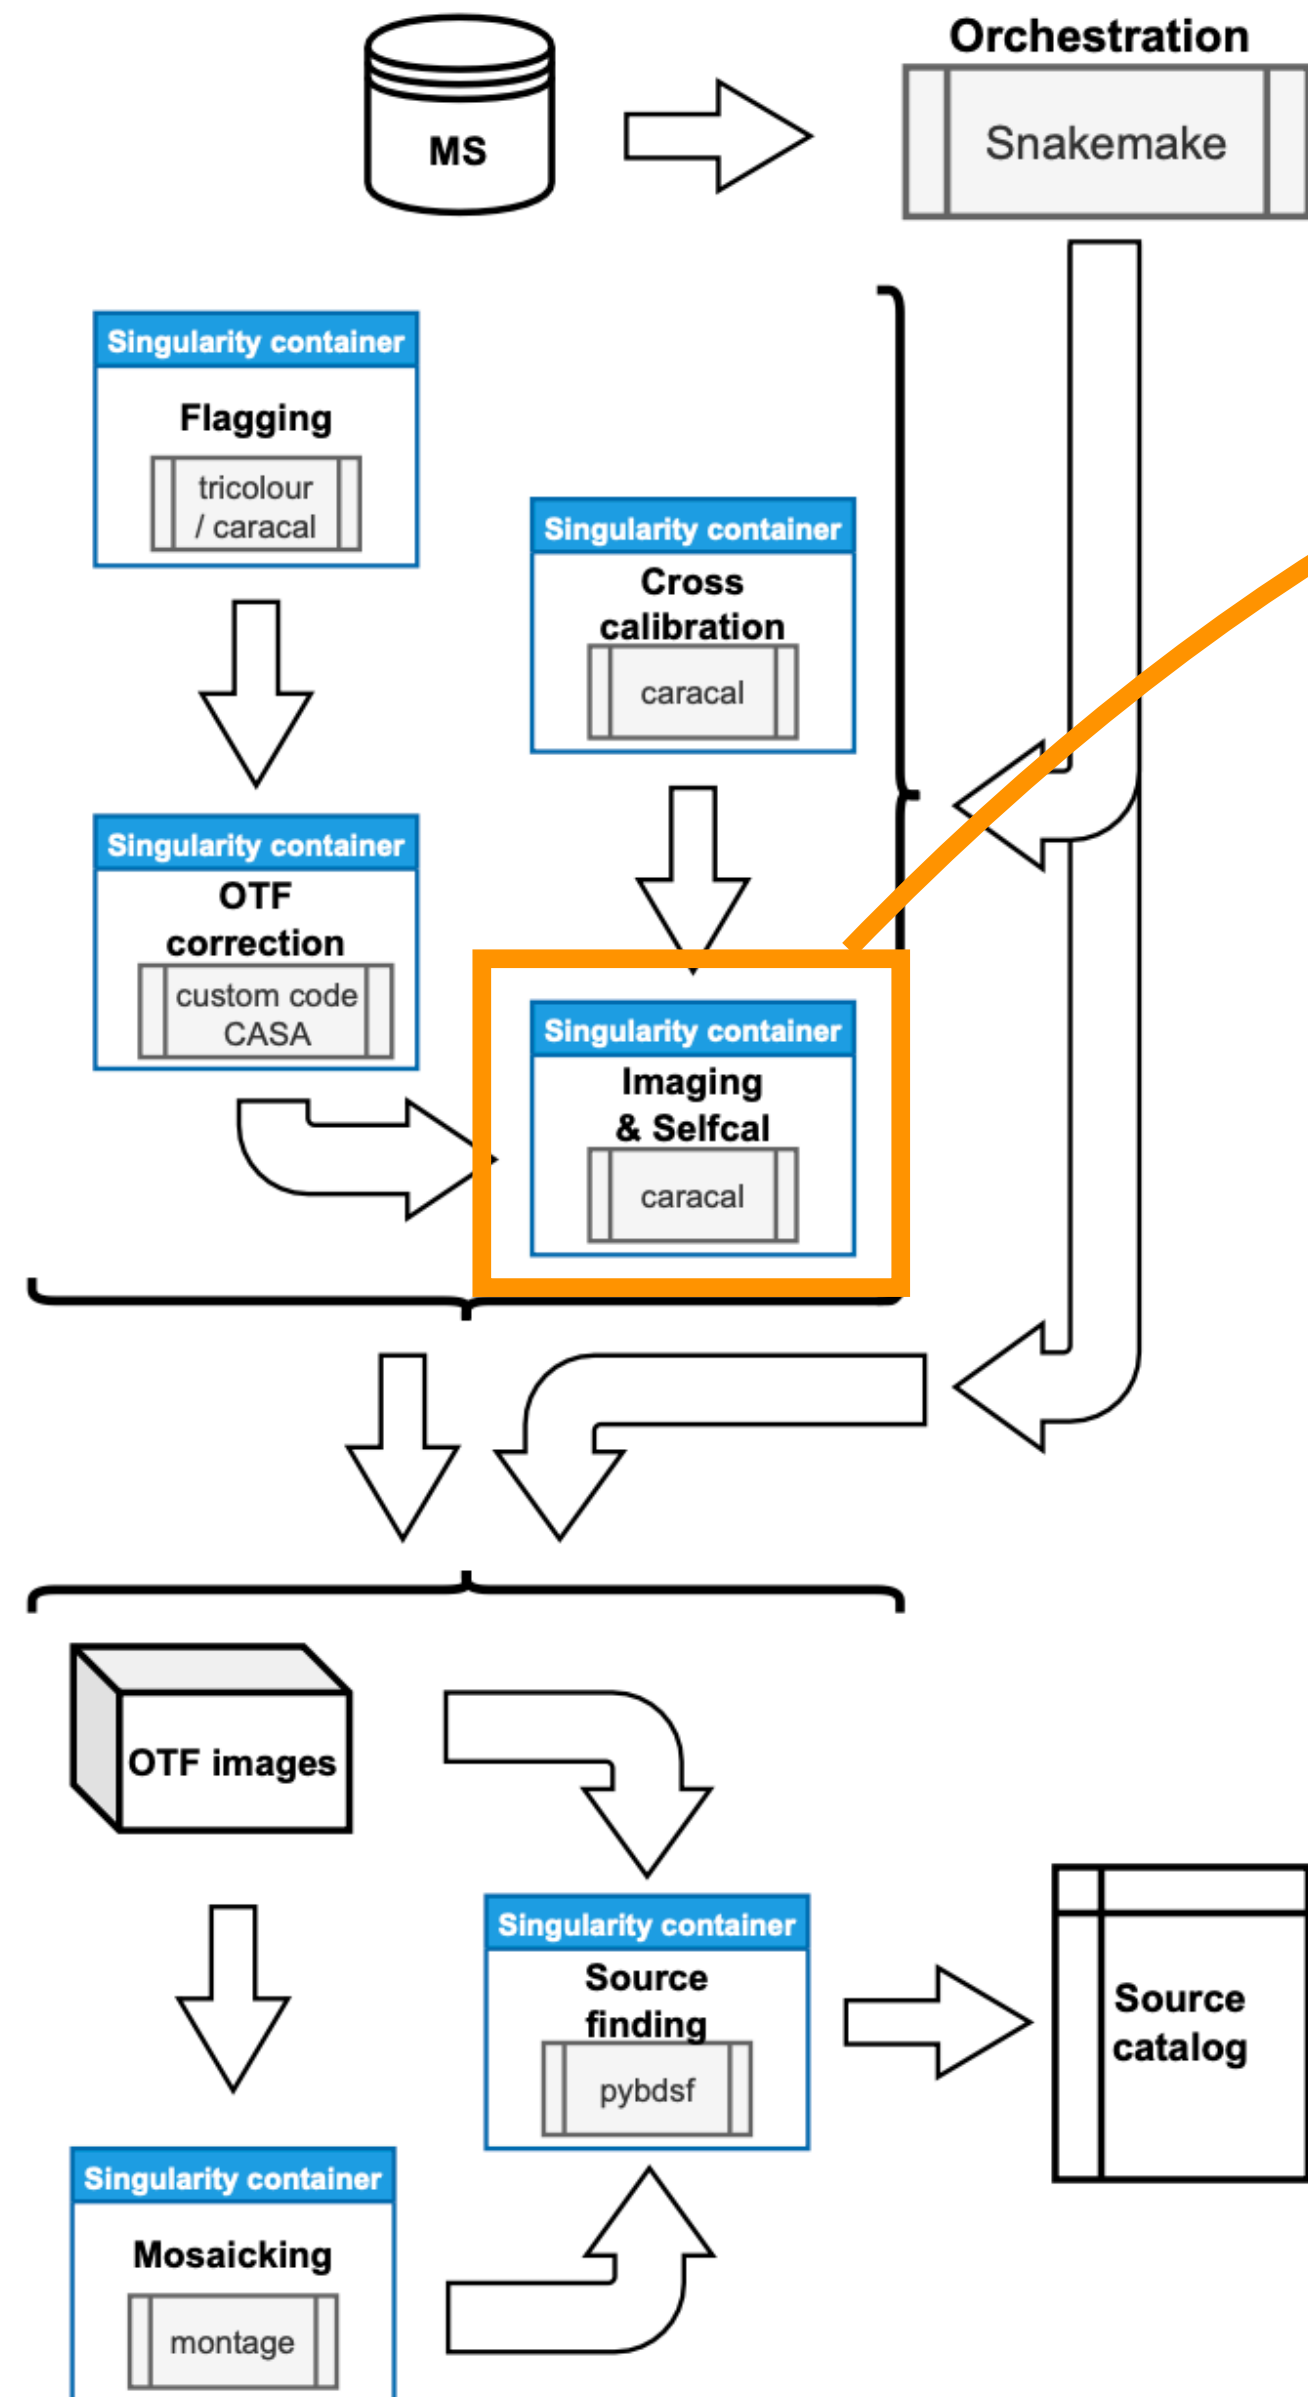 Orchestration
MS
Snakemake
Singularity container
Flagging
tricolour
/ caracal
Singularity container
Cross
calibration
caracal
Singularity container
OTF
correction
custom code
CASA
Singularity container
Imaging
& Selfcal
caracal
OTF images
Singularity container
Source
finding
pybdsf
Source
catalog
Singularity container
Mosaicking
montage